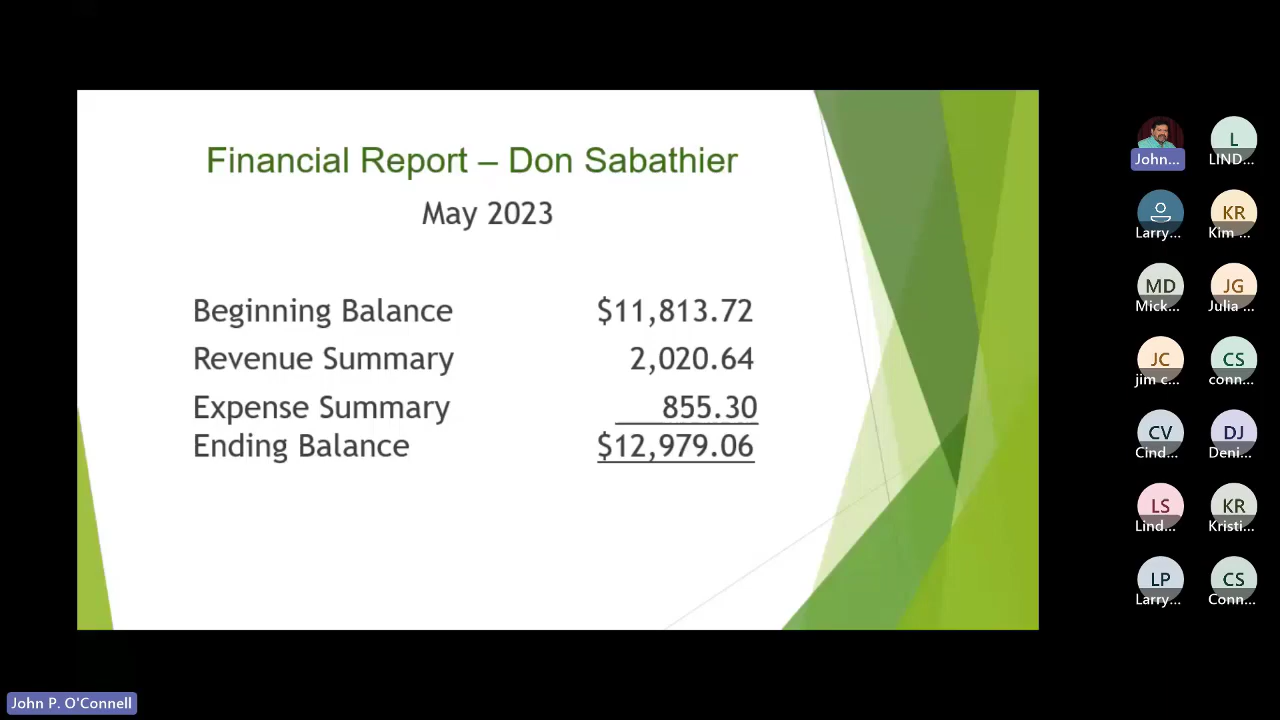 Financial Report – Don Sabathier
May 2023
Beginning Balance $11,813.72
Revenue Summary 2,020.64
Expense Summary 855.30
Ending Balance $12,979.06
John... L LIND...
Larry... KR Kim ...
MD Mick... JG Julia ...
JC jim c... CS conn...
CV Cind... DJ Deni...
LS Lind... KR Kristi...
LP Larry... CS Conn...
John P. O'Connell